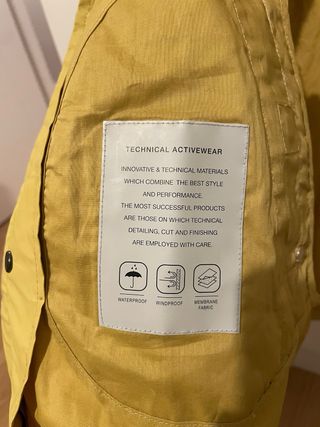 TECHNICAL ACTIVEWEAR
INNOVATIVE & TECHNICAL MATERIALS
WHICH COMBINE THE BEST STYLE
AND PERFORMANCE.
THE MOST SUCCESSFUL PRODUCTS
ARE THOSE ON WHICH TECHNICAL
DETAILING, CUT AND FINISHING
ARE EMPLOYED WITH CARE.
WATERPROOF WINDPROOF MEMBRANE
FABRIC